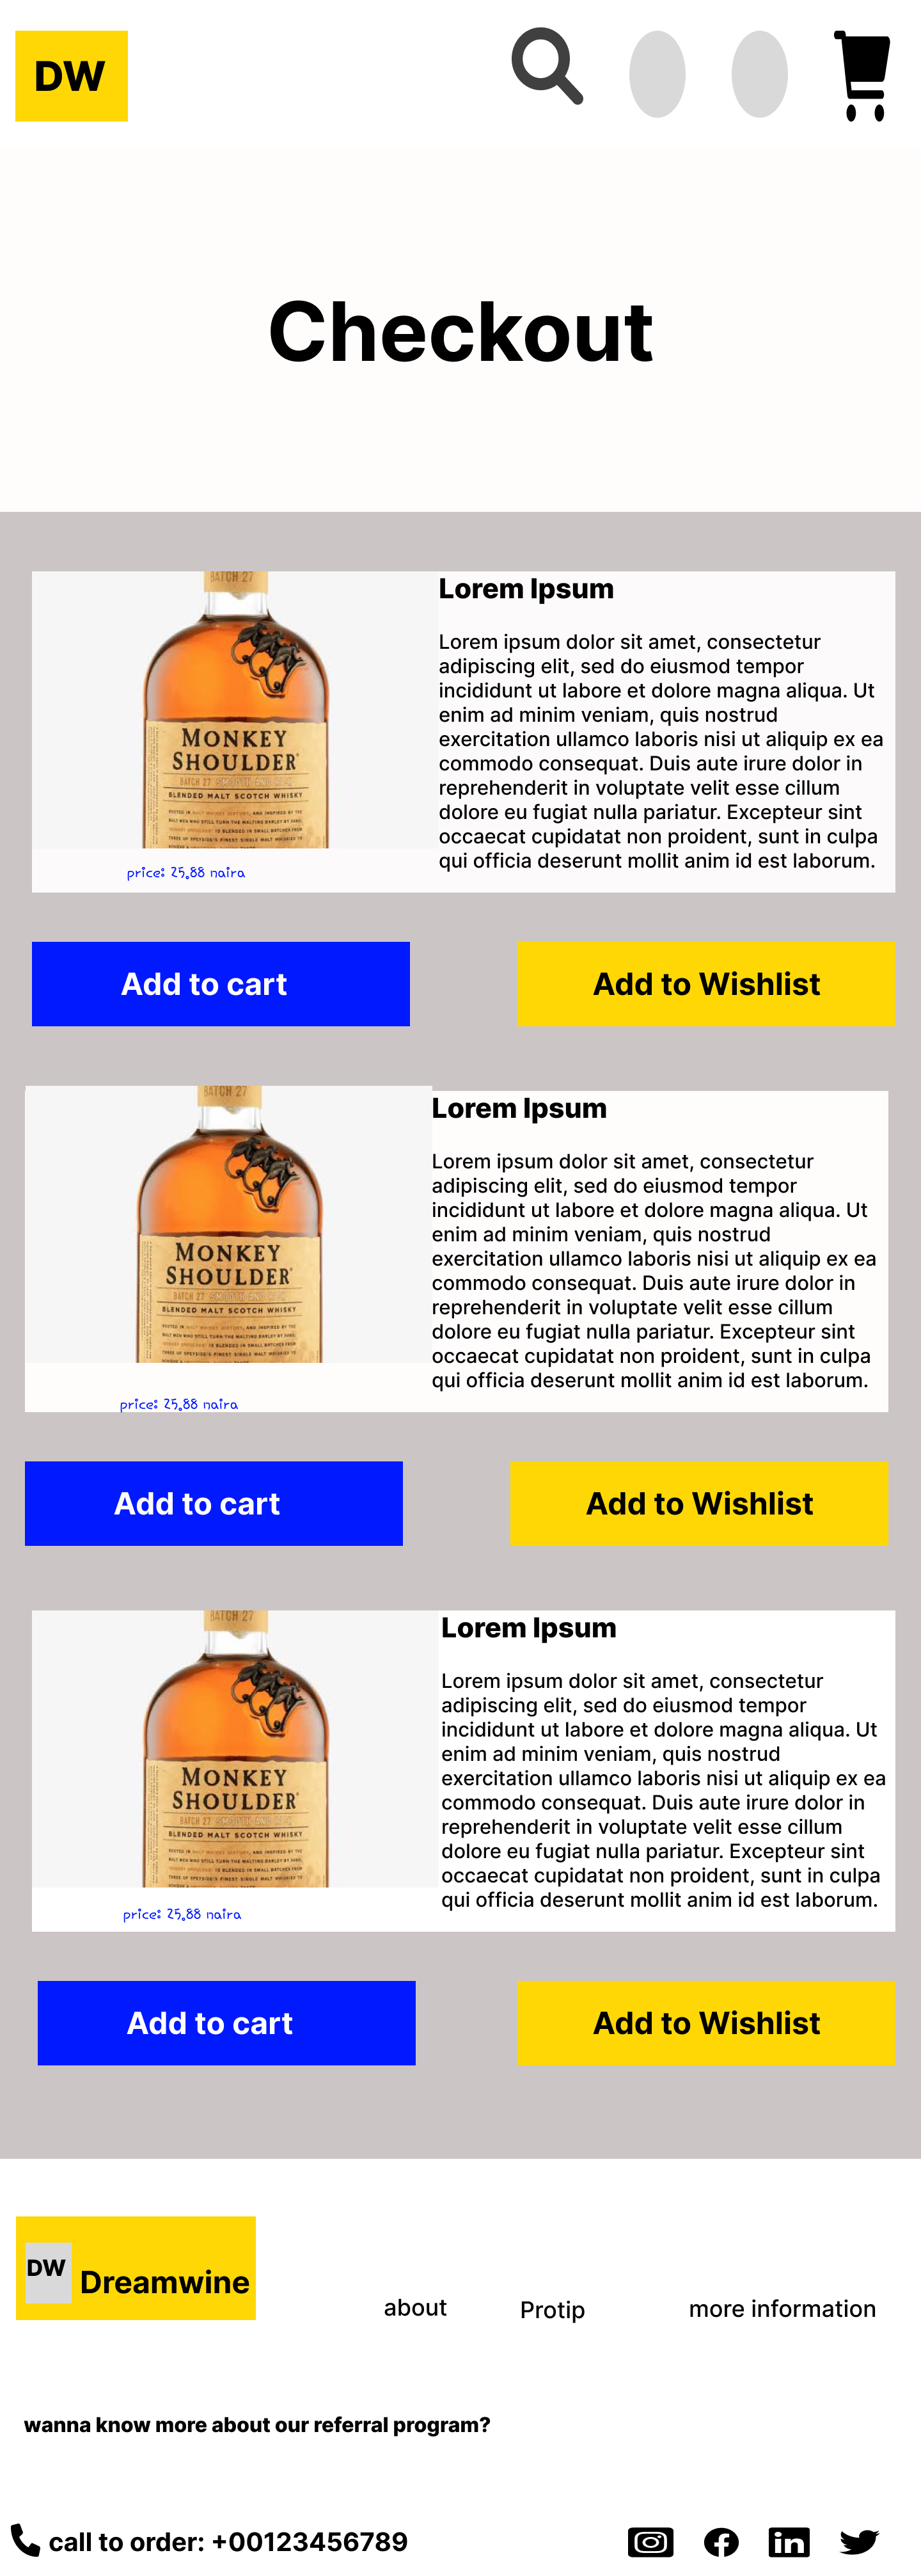 DW
Checkout
BATCH 27
MONKEY
SHOULDER
BATCH 27 SMOOTH AND RICH
BLENDED MALT SCOTCH WHISKY
price: 25,88 naira
Lorem Ipsum
Lorem ipsum dolor sit amet, consectetur
adipiscing elit, sed do eiusmod tempor
incididunt ut labore et dolore magna aliqua. Ut
enim ad minim veniam, quis nostrud
exercitation ullamco laboris nisi ut aliquip ex ea
commodo consequat. Duis aute irure dolor in
reprehenderit in voluptate velit esse cillum
dolore eu fugiat nulla pariatur. Excepteur sint
occaecat cupidatat non proident, sunt in culpa
qui officia deserunt mollit anim id est laborum.
Add to cart
Add to Wishlist
BATCH 27
MONKEY
SHOULDER
BATCH 27 SMOOTH AND RICH
BLENDED MALT SCOTCH WHISKY
price: 25,88 naira
Lorem Ipsum
Lorem ipsum dolor sit amet, consectetur
adipiscing elit, sed do eiusmod tempor
incididunt ut labore et dolore magna aliqua. Ut
enim ad minim veniam, quis nostrud
exercitation ullamco laboris nisi ut aliquip ex ea
commodo consequat. Duis aute irure dolor in
reprehenderit in voluptate velit esse cillum
dolore eu fugiat nulla pariatur. Excepteur sint
occaecat cupidatat non proident, sunt in culpa
qui officia deserunt mollit anim id est laborum.
Add to cart
Add to Wishlist
BATCH 27
MONKEY
SHOULDER
BATCH 27 SMOOTH AND RICH
BLENDED MALT SCOTCH WHISKY
price: 25,88 naira
Lorem Ipsum
Lorem ipsum dolor sit amet, consectetur
adipiscing elit, sed do eiusmod tempor
incididunt ut labore et dolore magna aliqua. Ut
enim ad minim veniam, quis nostrud
exercitation ullamco laboris nisi ut aliquip ex ea
commodo consequat. Duis aute irure dolor in
reprehenderit in voluptate velit esse cillum
dolore eu fugiat nulla pariatur. Excepteur sint
occaecat cupidatat non proident, sunt in culpa
qui officia deserunt mollit anim id est laborum.
Add to cart
Add to Wishlist
DW Dreamwine
about
Protip
more information
wanna know more about our referral program?
call to order: +00123456789